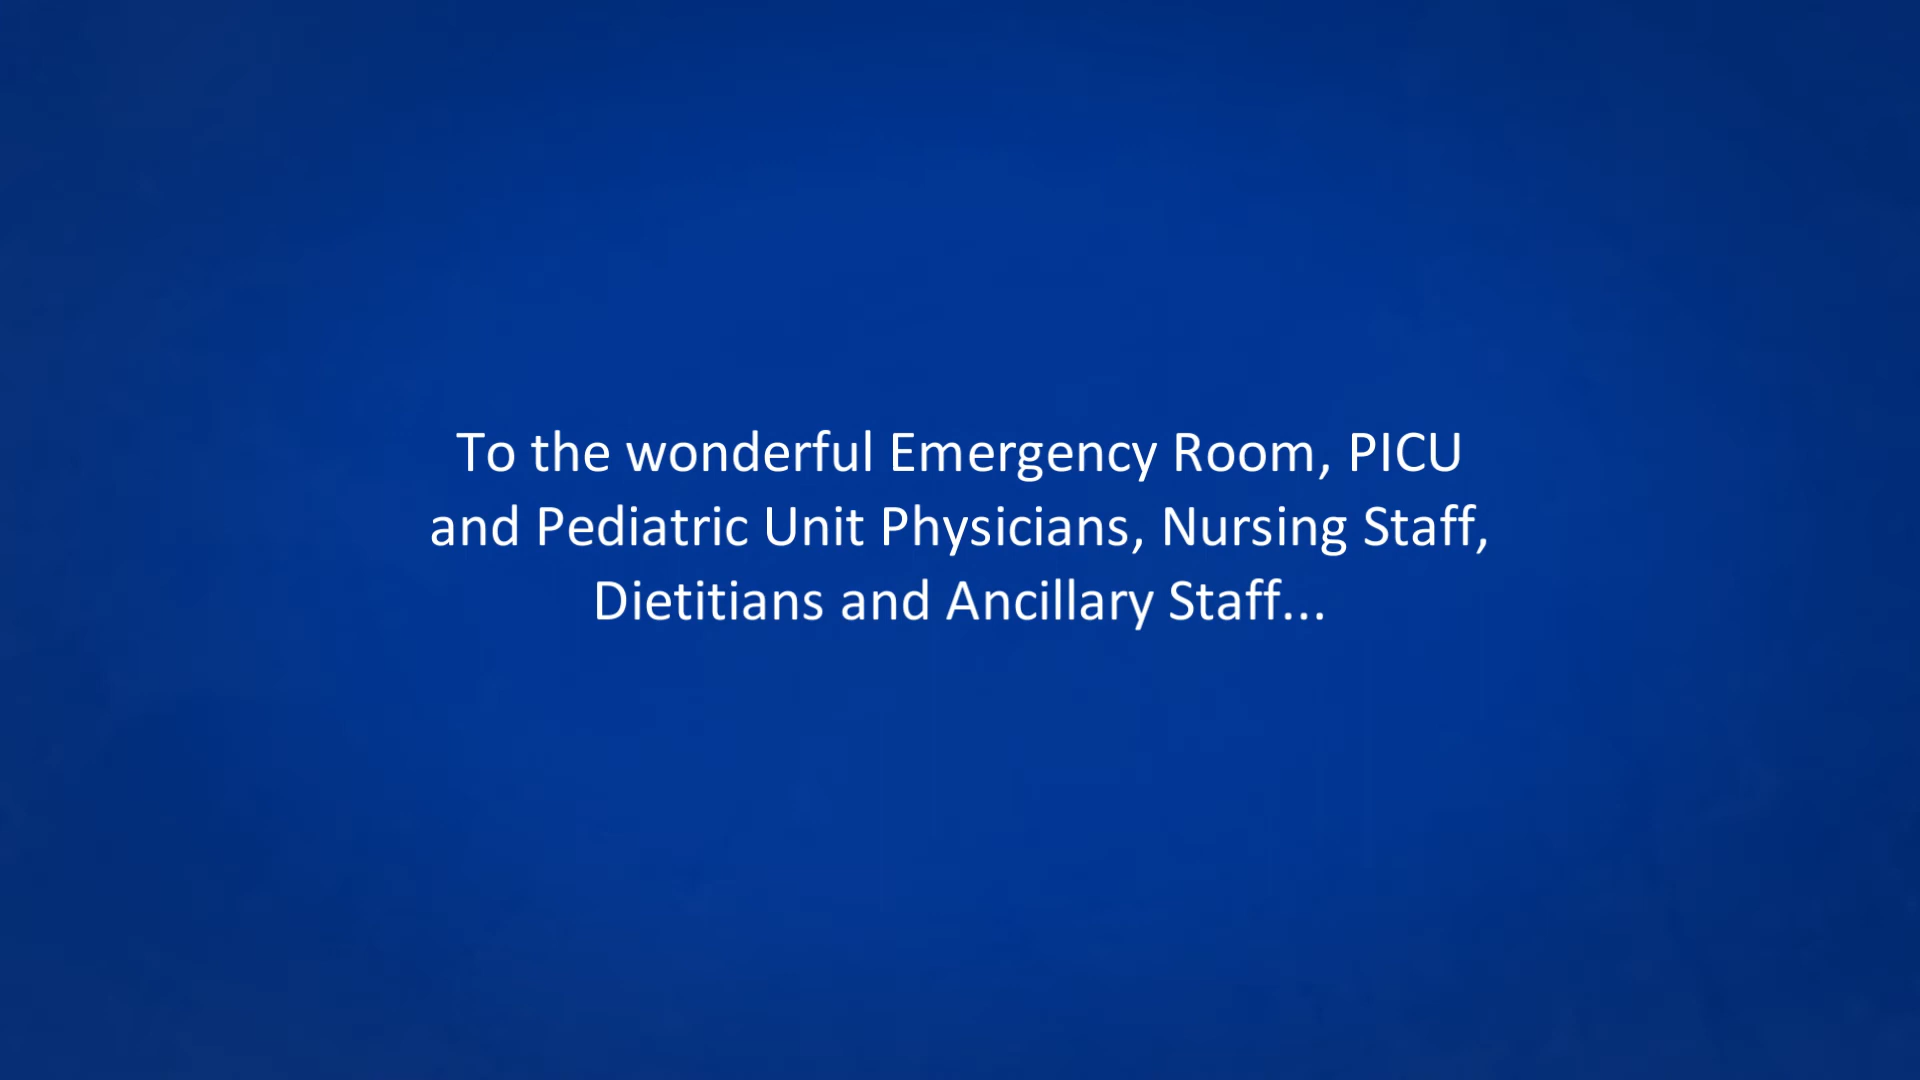 To the wonderful Emergency Room, PICU
and Pediatric Unit Physicians, Nursing Staff,
Dietitians and Ancillary Staff...